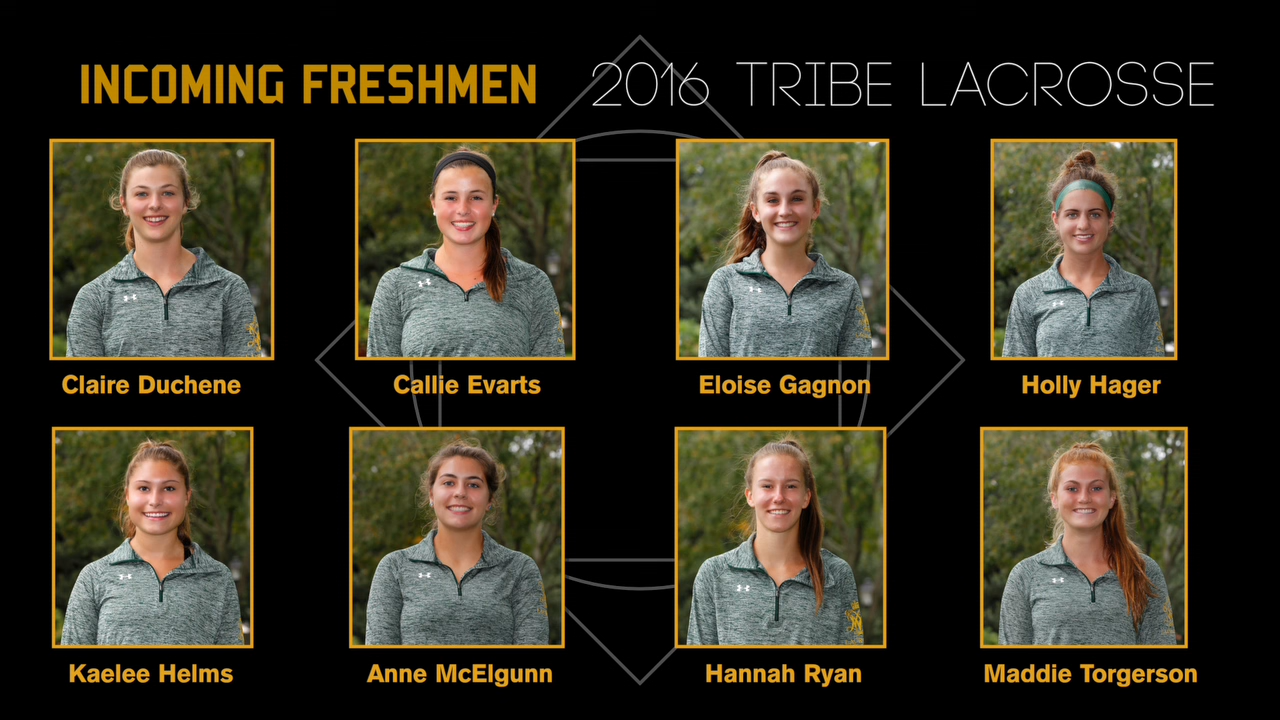 INCOMING FRESHMEN 2016 TRIBE LACROSSE
Claire Duchene
Callie Evarts
Eloise Gagnon
Holly Hager
Kaelee Helms
Anne McElgunn
Hannah Ryan
Maddie Torgerson